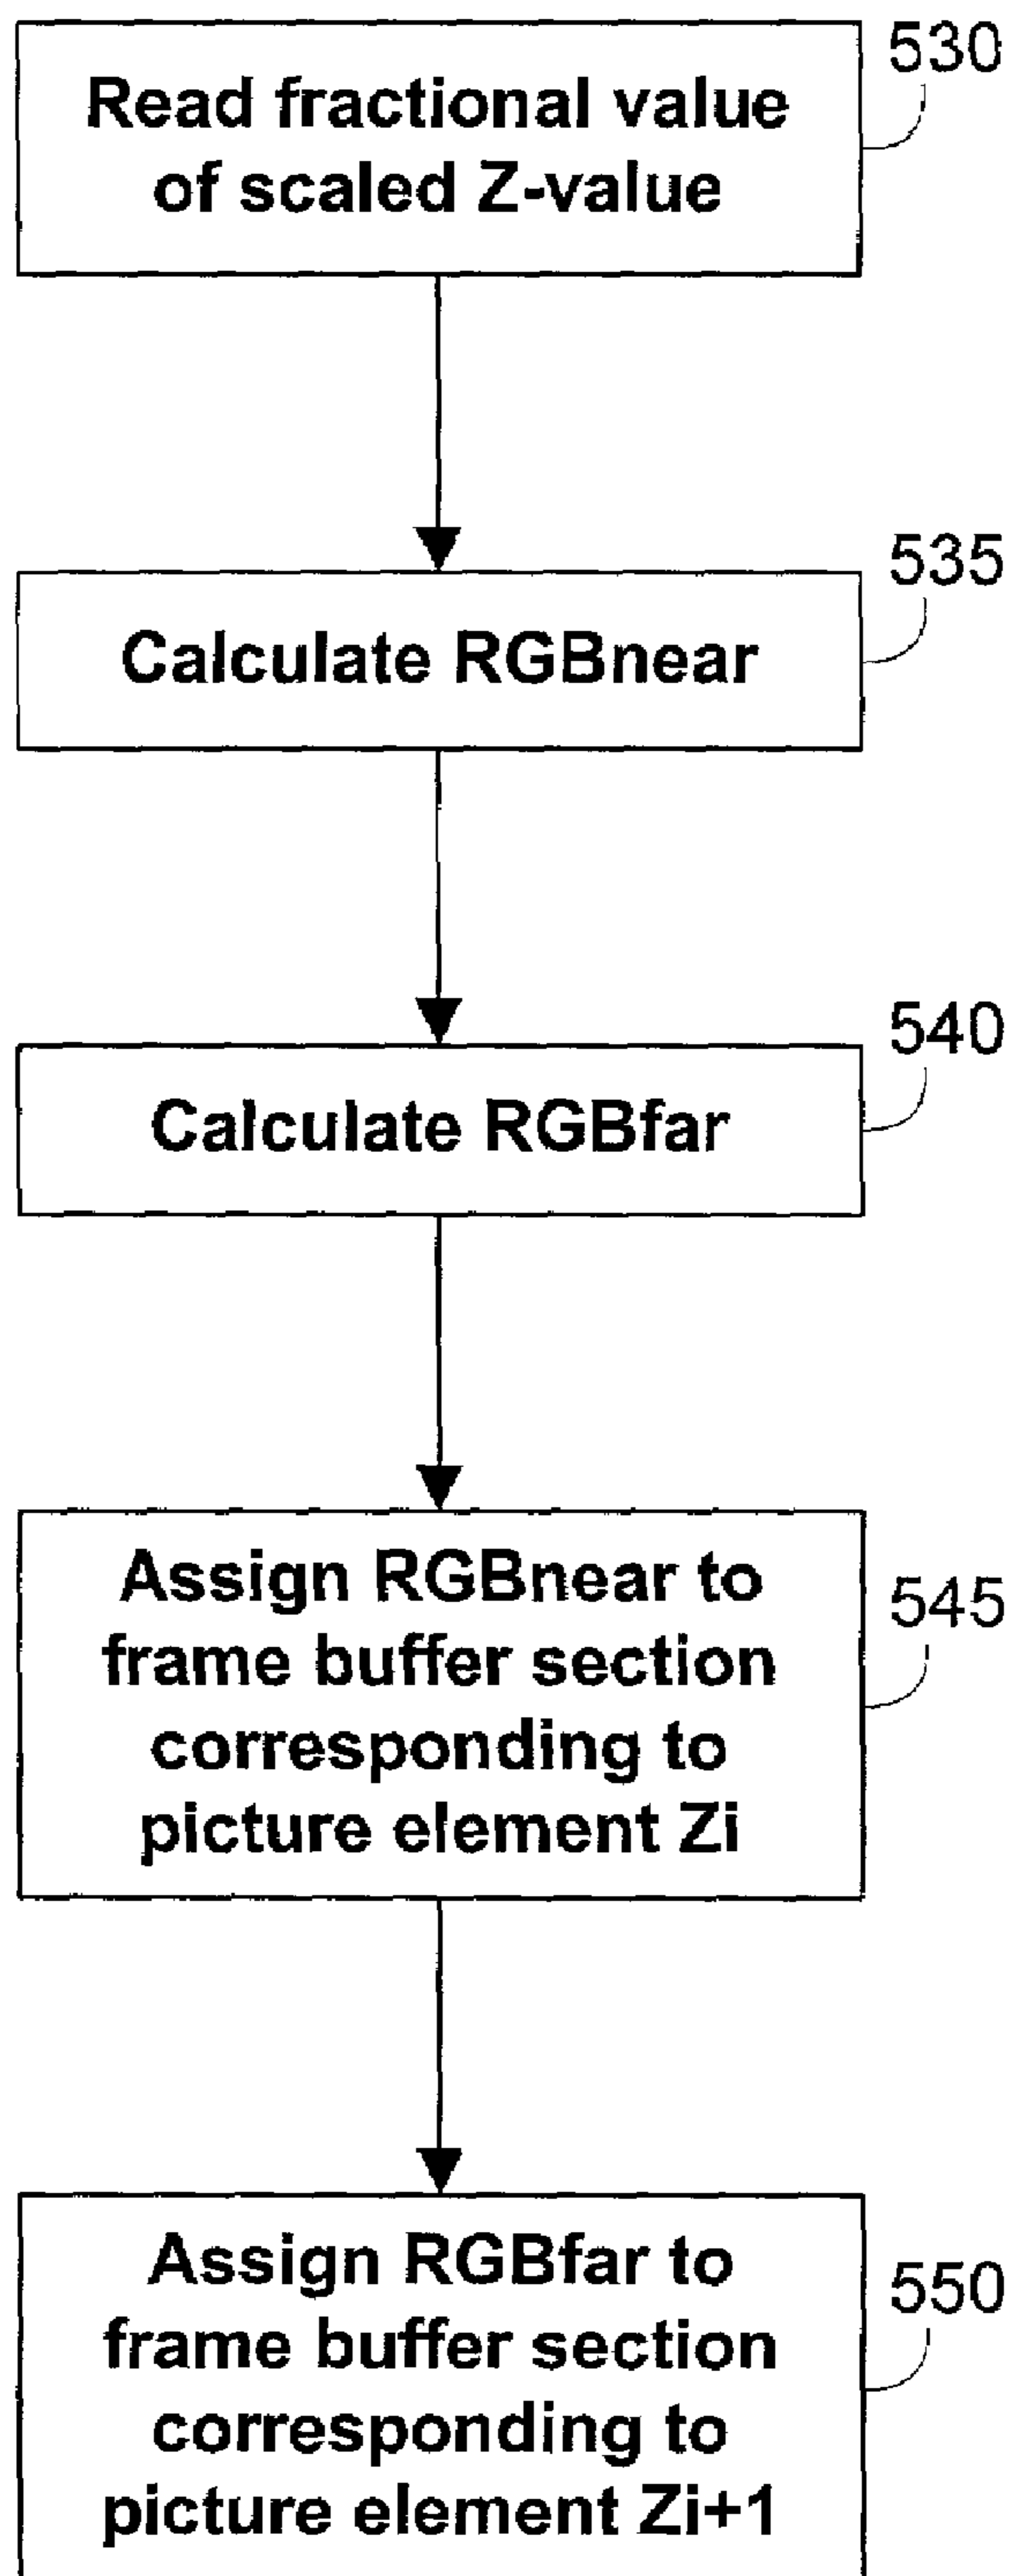 530
Read fractional value
of scaled Z-value
535
Calculate RGBnear
540
Calculate RGBfar
Assign RGBnear to
frame buffer section
corresponding to
picture element Zi
545
Assign RGBfar to
frame buffer section
corresponding to
picture element Zi+1
550